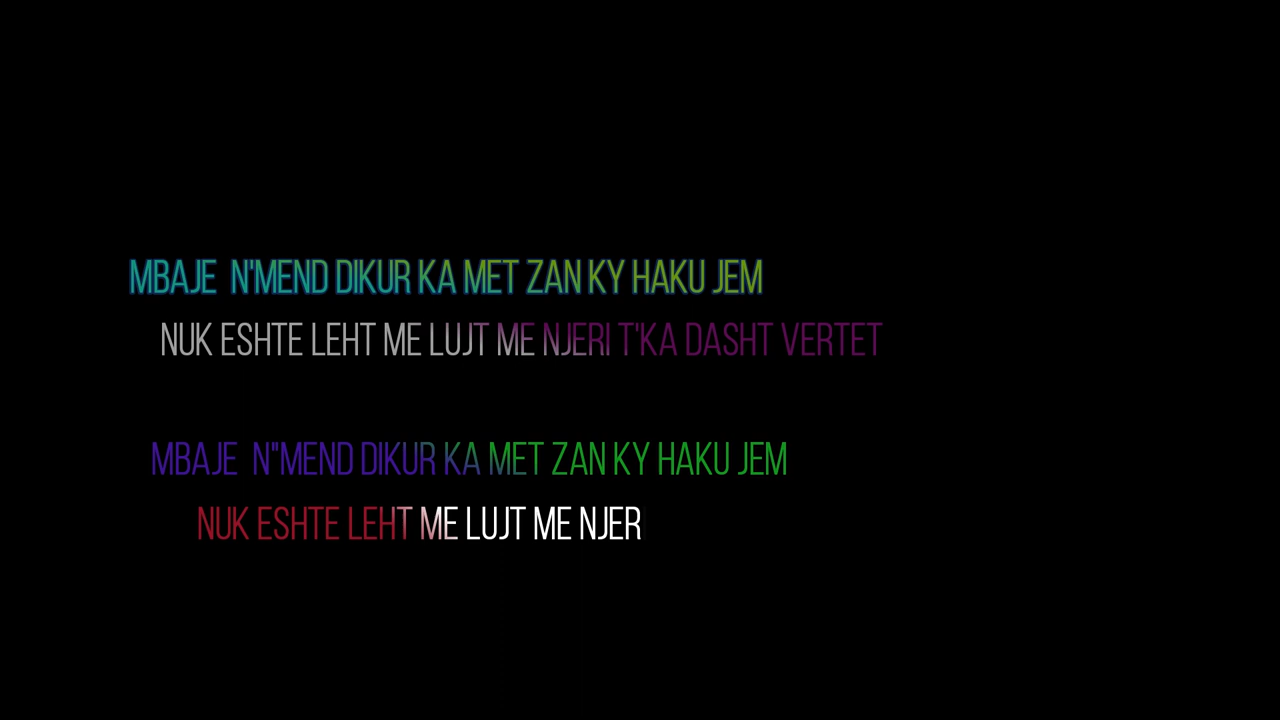 MBAJE  N'MEND DIKUR KA MET ZAN KY HAKU JEM
NUK ESHTE LEHT ME LUJT ME NJERI T'KA DASHT VERTET
MBAJE  N"MEND DIKUR KA MET ZAN KY HAKU JEM
NUK ESHTE LEHT ME LUJT ME NJER